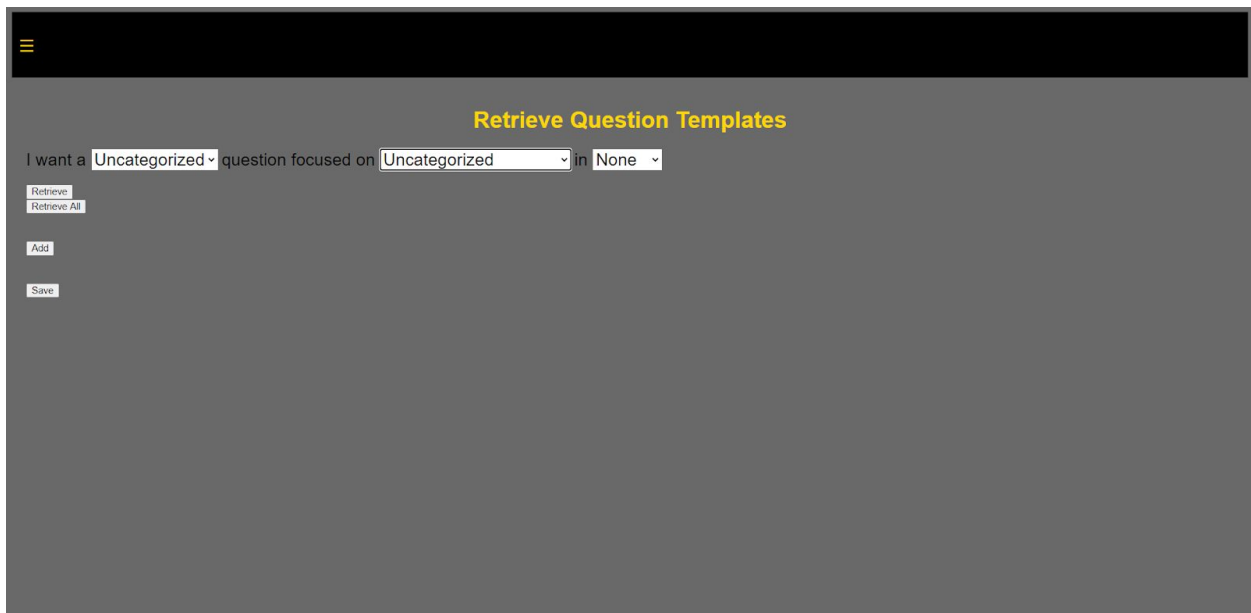 Retrieve Question Templates
I want a Uncategorized question focused on Uncategorized in None
Retrieve
Retrieve All
Add
Save